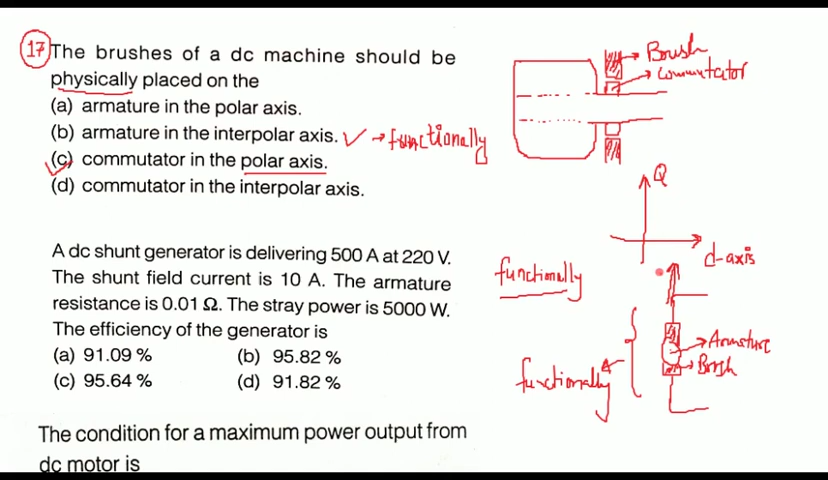 17 The brushes of a dc machine should be
physically placed on the
(a) armature in the polar axis.
(b) armature in the interpolar axis. ✓ → functionally
(c) commutator in the polar axis.
(d) commutator in the interpolar axis.
Brush
commutator
Q
d-axis
A dc shunt generator is delivering 500 A at 220 V.
The shunt field current is 10 A. The armature
resistance is 0.01 Ω. The stray power is 5000 W.
The efficiency of the generator is
(a) 91.09 % (b) 95.82 %
(c) 95.64 % (d) 91.82 %
functionally
Armature
Brush
functionally
The condition for a maximum power output from
dc motor is